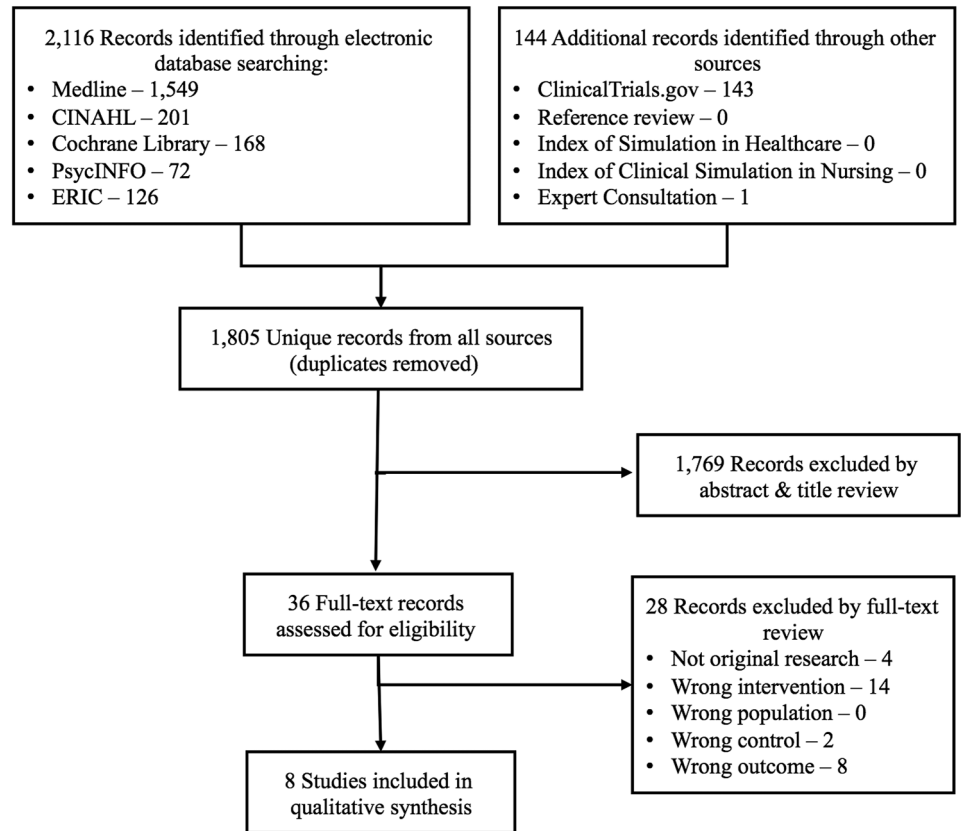 2,116 Records identified through electronic
database searching:
• Medline – 1,549
• CINAHL – 201
• Cochrane Library – 168
• PsycINFO – 72
• ERIC – 126
144 Additional records identified through other
sources
• ClinicalTrials.gov – 143
• Reference review – 0
• Index of Simulation in Healthcare – 0
• Index of Clinical Simulation in Nursing – 0
• Expert Consultation – 1
1,805 Unique records from all sources
(duplicates removed)
1,769 Records excluded by
abstract & title review
36 Full-text records
assessed for eligibility
28 Records excluded by full-text
review
• Not original research – 4
• Wrong intervention – 14
• Wrong population – 0
• Wrong control – 2
• Wrong outcome – 8
8 Studies included in
qualitative synthesis